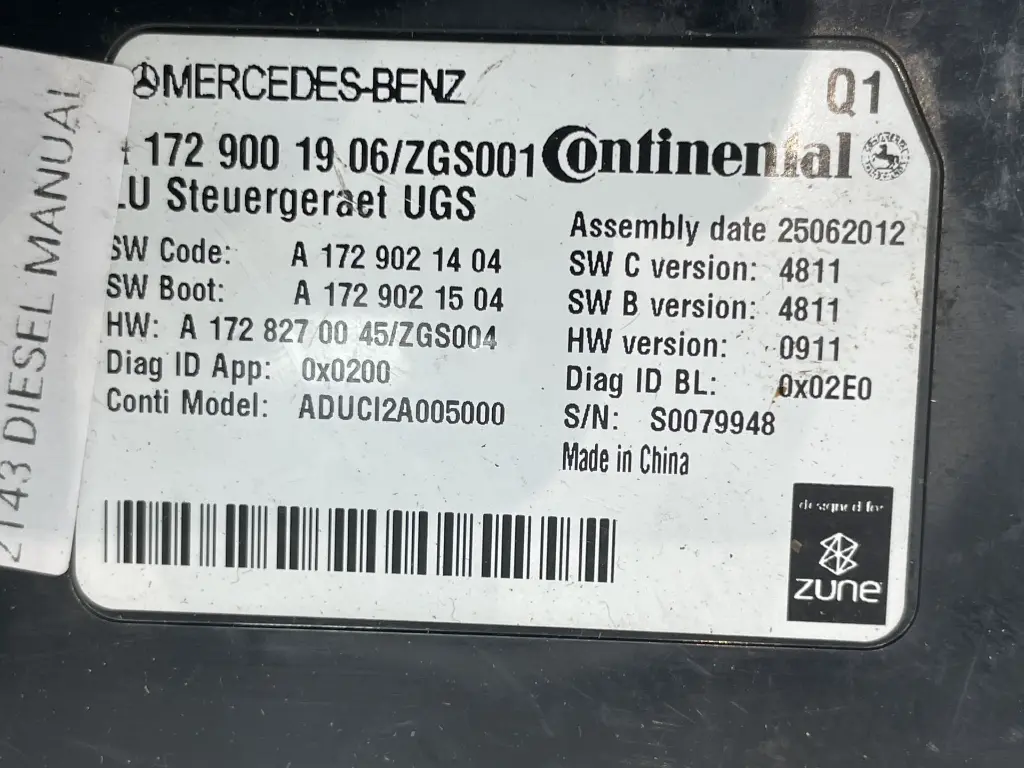 MERCEDES-BENZ
Q1
172 900 19 06/ZGS001
Continental
LU Steuergeraet UGS
Assembly date 25062012
SW Code: A 172 902 14 04
SW C version: 4811
SW Boot: A 172 902 15 04
SW B version: 4811
HW: A 172 827 00 45/ZGS004
HW version: 0911
Diag ID App: 0x0200
Diag ID BL: 0x02E0
Conti Model: ADUCI2A005000
S/N: S0079948
Made in China
designed for
zune
2143 DIESEL MANUAL